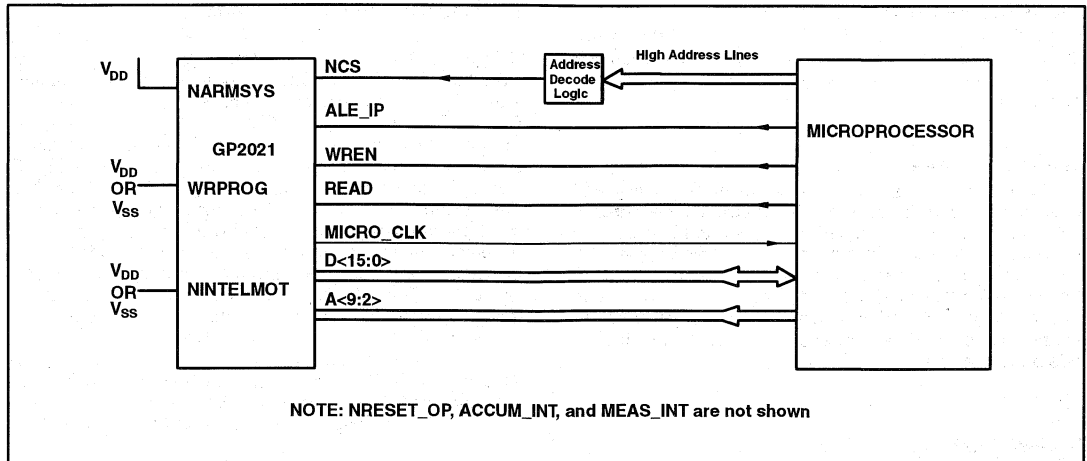 High Address Lines
VDD
NARMSYS
NCS
Address
Decode
Logic
ALE_IP
MICROPROCESSOR
GP2021
WREN
VDD
OR
VSS
WRPROG
READ
MICRO_CLK
D<15:0>
VDD
OR
VSS
NINTELMOT
A<9:2>
NOTE: NRESET_OP, ACCUM_INT, and MEAS_INT are not shown